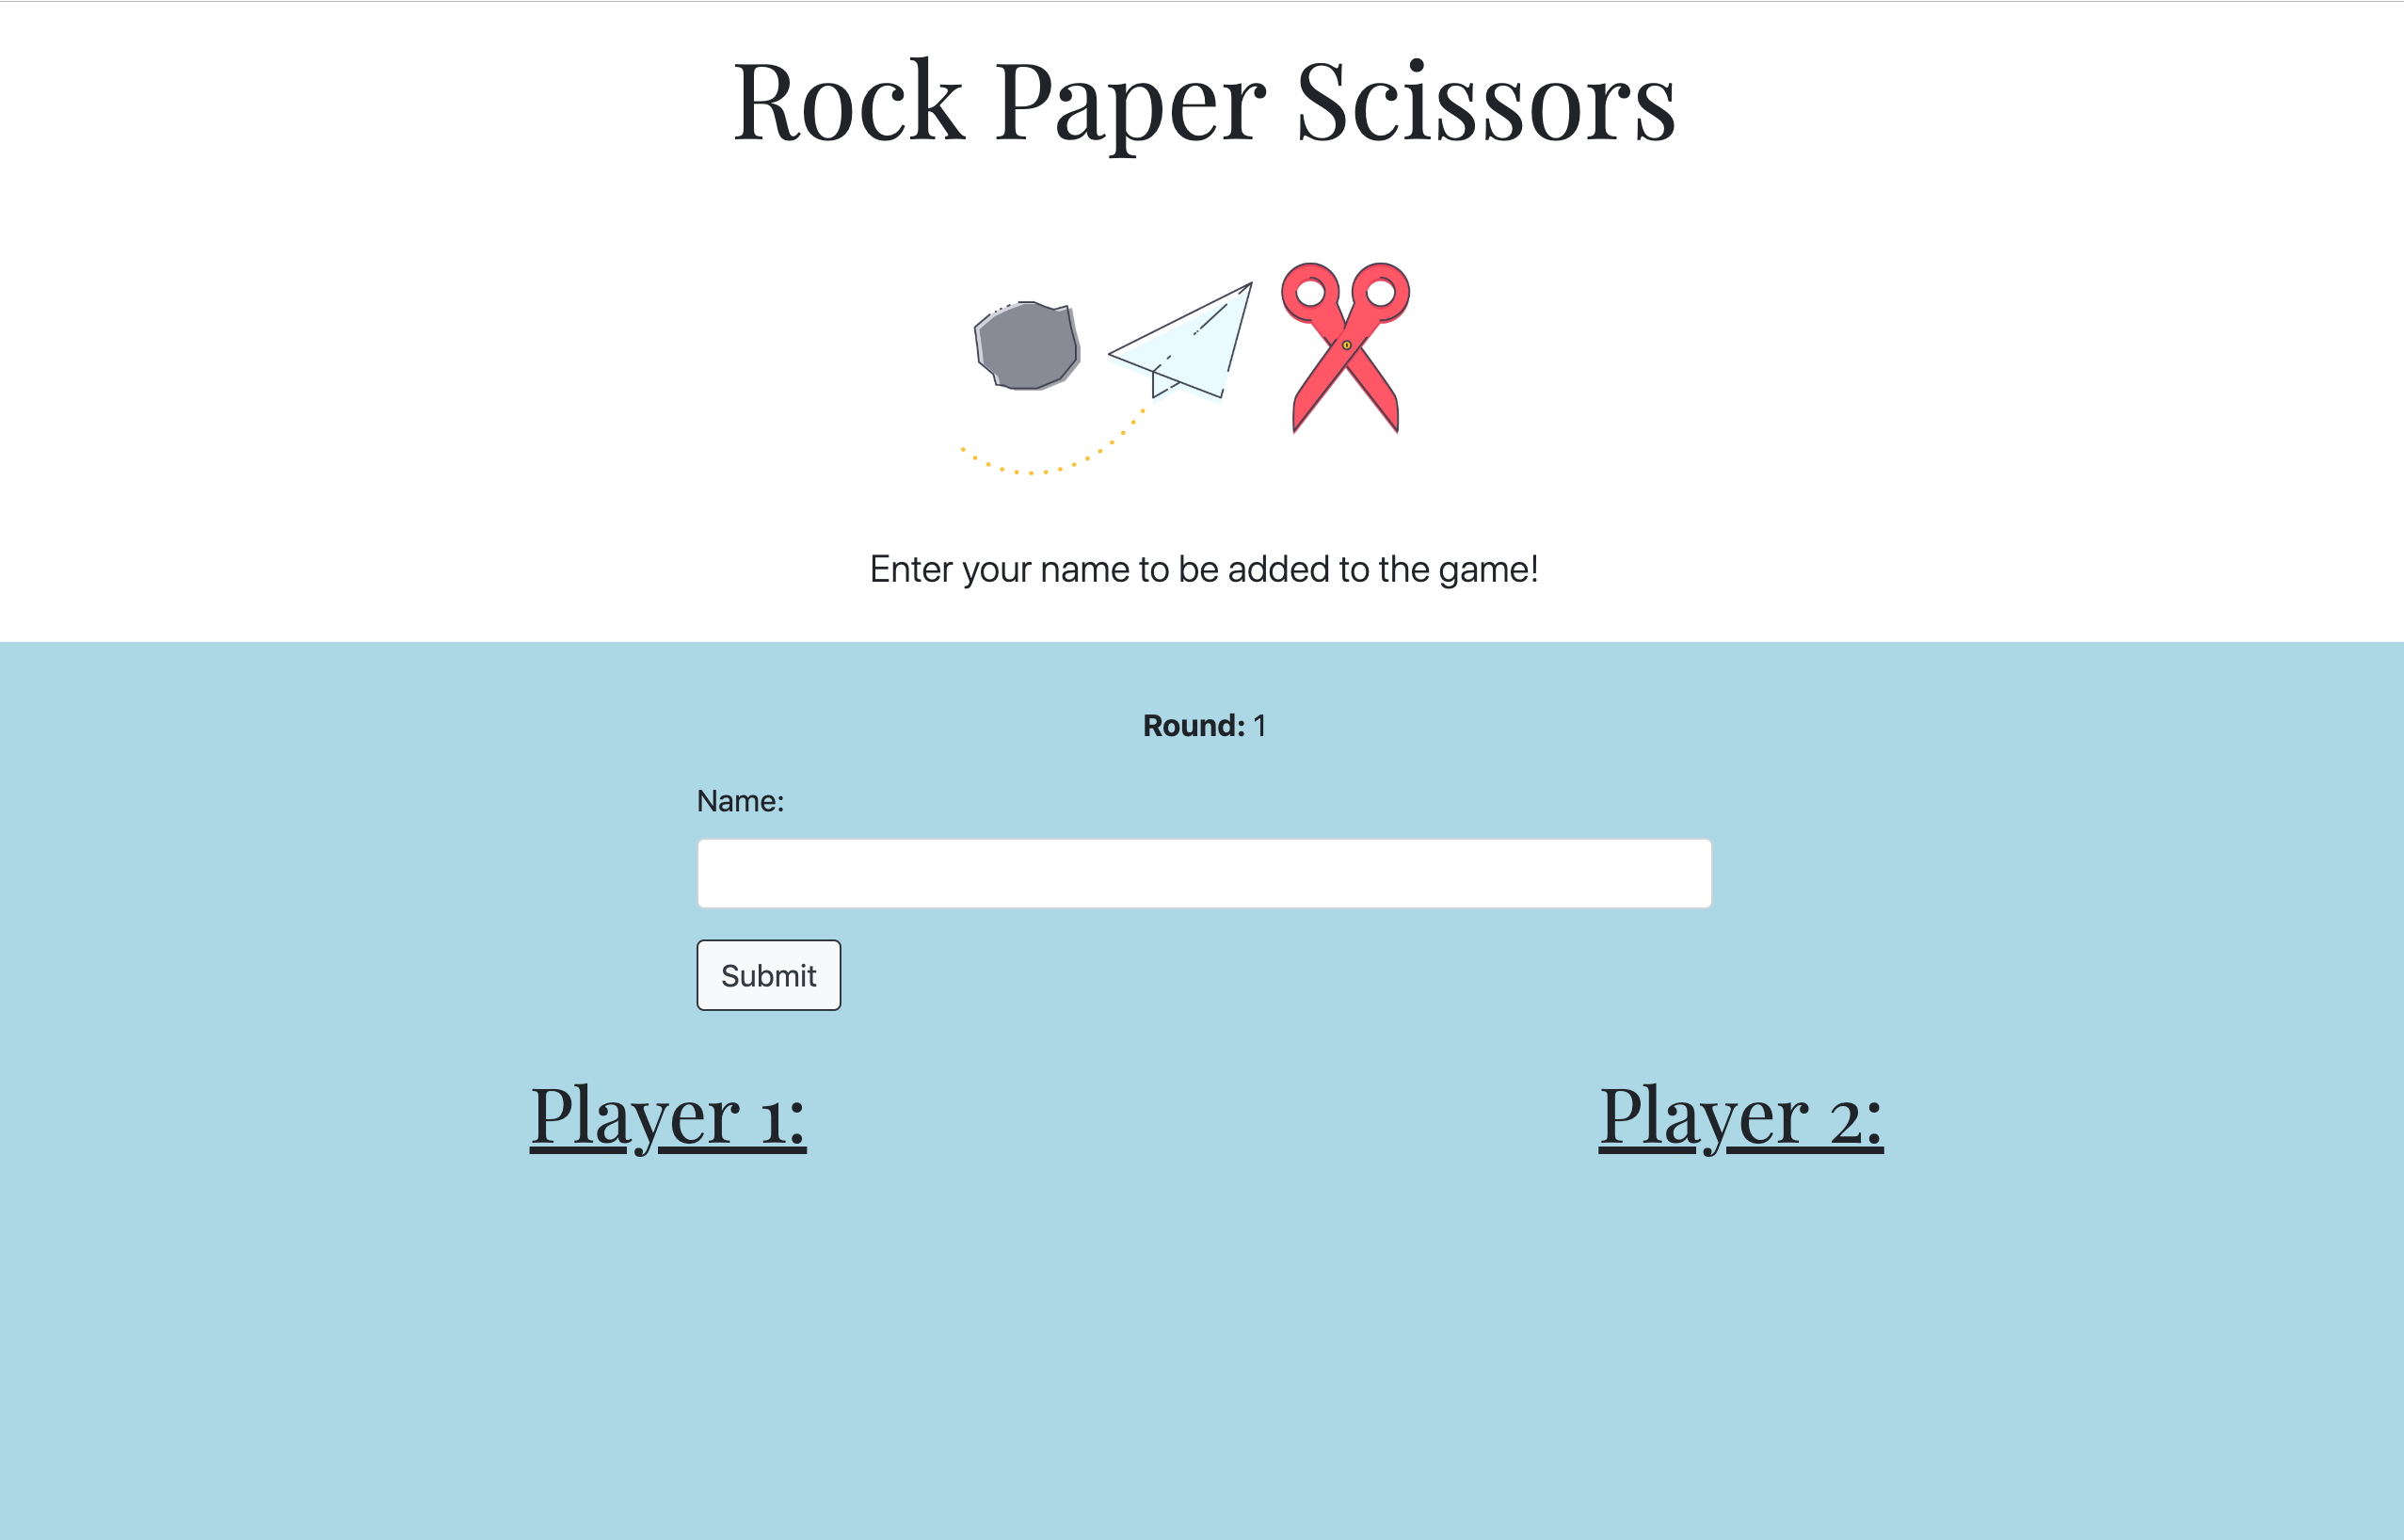 Rock Paper Scissors
Enter your name to be added to the game!
Round: 1
Name:
Submit
Player 1:
Player 2: